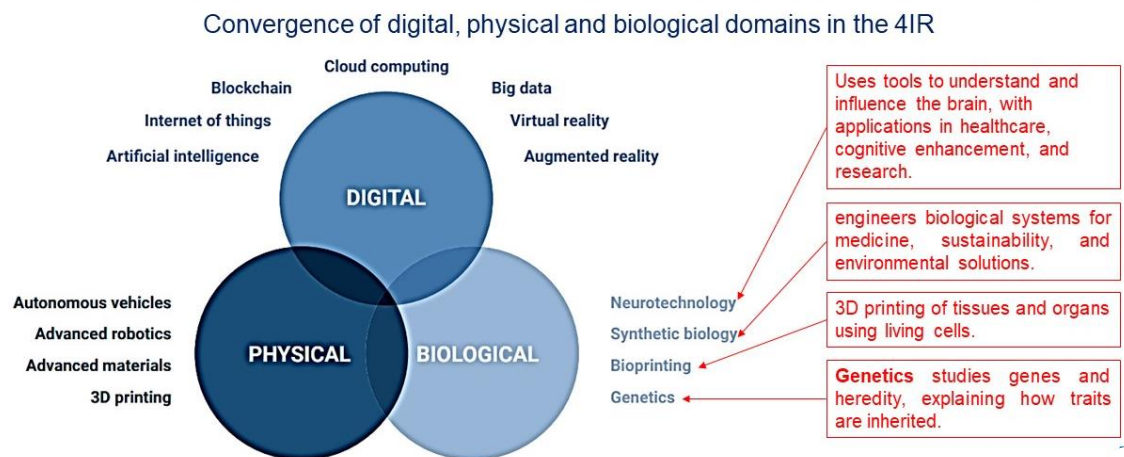 Convergence of digital, physical and biological domains in the 4IR
Cloud computing
Blockchain
Big data
Internet of things
Virtual reality
Artificial intelligence
Augmented reality
DIGITAL
PHYSICAL
BIOLOGICAL
Autonomous vehicles
Advanced robotics
Advanced materials
3D printing
Neurotechnology
Synthetic biology
Bioprinting
Genetics
Uses tools to understand and
influence the brain, with
applications in healthcare,
cognitive enhancement, and
research.
engineers biological systems for
medicine, sustainability, and
environmental solutions.
3D printing of tissues and organs
using living cells.
Genetics studies genes and
heredity, explaining how traits
are inherited.